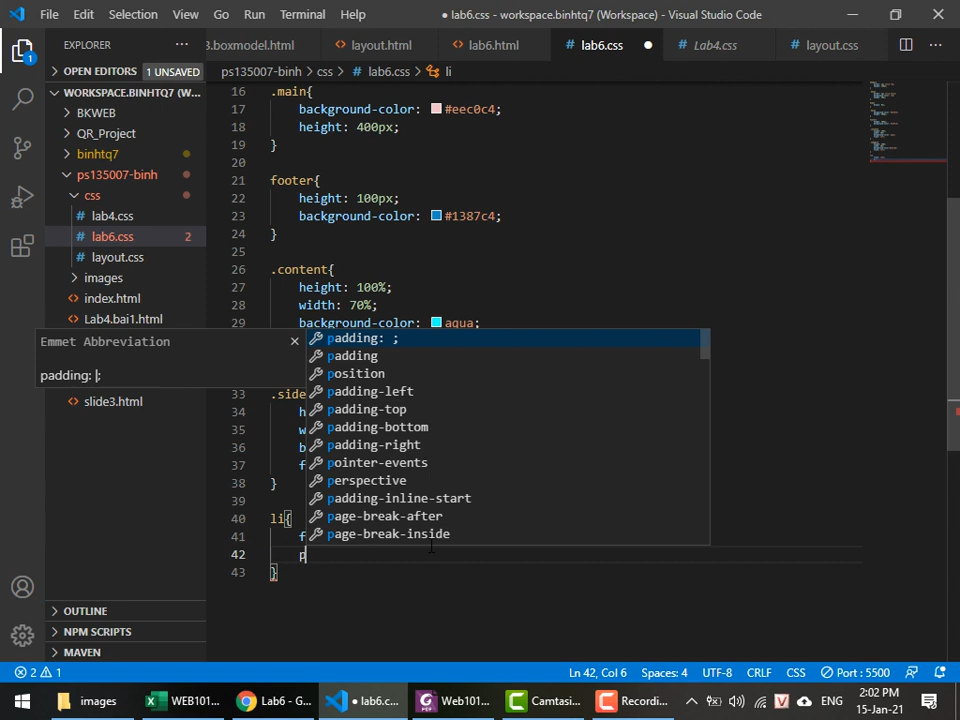 File Edit Selection View Go Run Terminal Help
● lab6.css - workspace.binhtq7 (Workspace) - Visual Studio Code
EXPLORER
3.boxmodel.html
layout.html
lab6.html
lab6.css
Lab4.css
layout.css
OPEN EDITORS 1 UNSAVED
ps135007-binh > css > lab6.css > li
WORKSPACE.BINHTQ7 (W...
BKWEB
QR_Project
binhtq7
ps135007-binh
css
lab4.css
lab6.css 2
layout.css
images
index.html
Lab4.bai1.html
slide3.html
16 .main{
17 background-color: #eec0c4;
18 height: 400px;
19 }
20
21 footer{
22 height: 100px;
23 background-color: #1387c4;
24 }
25
26 .content{
27 height: 100%;
28 width: 70%;
29 background-color: aqua;
Emmet Abbreviation
padding: |;
padding: ;
padding
position
padding-left
padding-top
padding-bottom
padding-right
pointer-events
perspective
padding-inline-start
page-break-after
page-break-inside
33 .side
34 h
35 w
36 b
37 f
38 }
39
40 li{
41 f
42 p
43 }
OUTLINE
NPM SCRIPTS
MAVEN
1
2 1
Ln 42, Col 6 Spaces: 4 UTF-8 CRLF CSS Port : 5500
images
WEB101...
Lab6 - G...
● lab6.c...
Web101...
Camtasi...
Recordi...
V
ENG
2:02 PM
15-Jan-21